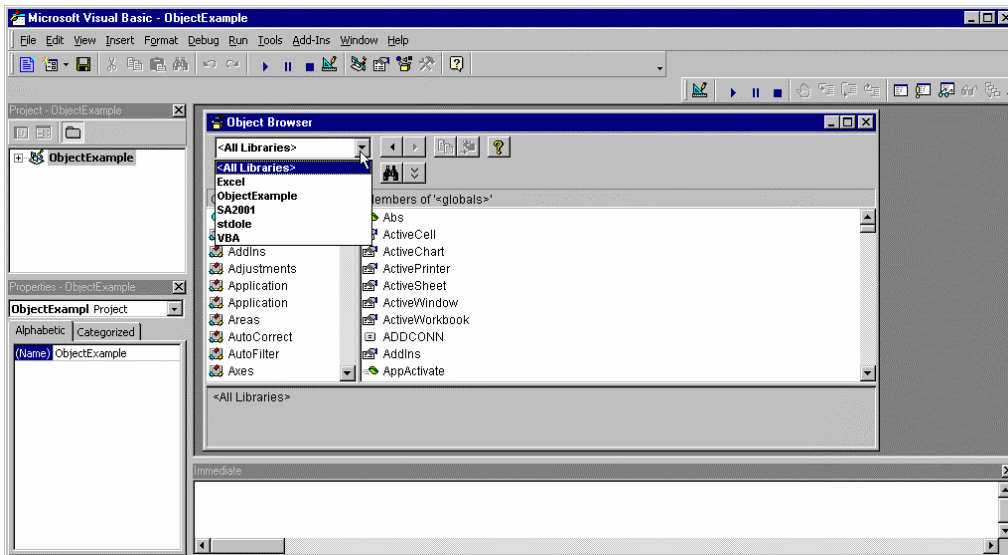 Microsoft Visual Basic - ObjectExample
File Edit View Insert Format Debug Run Tools Add-Ins Window Help
Project - ObjectExample
ObjectExample
Properties - ObjectExample
ObjectExampl Project
Alphabetic Categorized
(Name) ObjectExample
Object Browser
<All Libraries>
<All Libraries>
Excel
ObjectExample
SA2001
stdole
VBA
AddIns
Adjustments
Application
Application
Areas
AutoCorrect
AutoFilter
Axes
Members of '<globals>'
Abs
ActiveCell
ActiveChart
ActivePrinter
ActiveSheet
ActiveWindow
ActiveWorkbook
ADDCONN
AddIns
AppActivate
<All Libraries>
Immediate